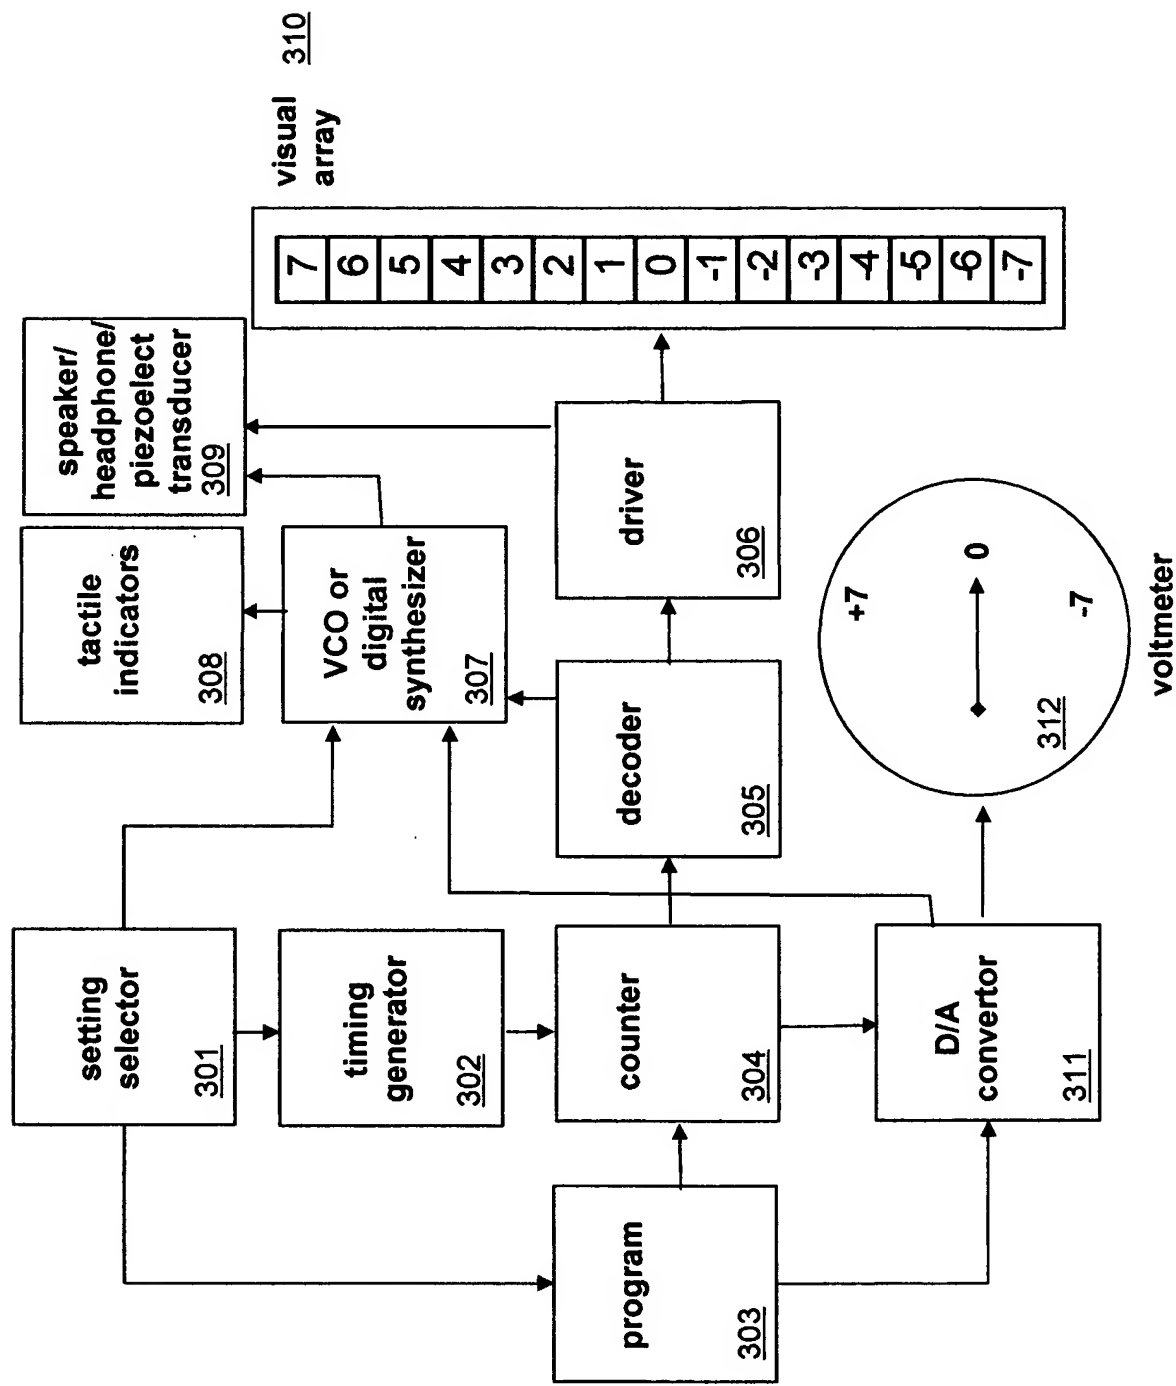 setting
selector
301
timing
generator
302
program
303
counter
304
decoder
305
driver
306
VCO or
digital
synthesizer
307
tactile
indicators
308
speaker/
headphone/
piezoelect
transducer
309
visual
array
310
7
6
5
4
3
2
1
0
-1
-2
-3
-4
-5
-6
-7
D/A
convertor
311
+7
0
-7
312
voltmeter